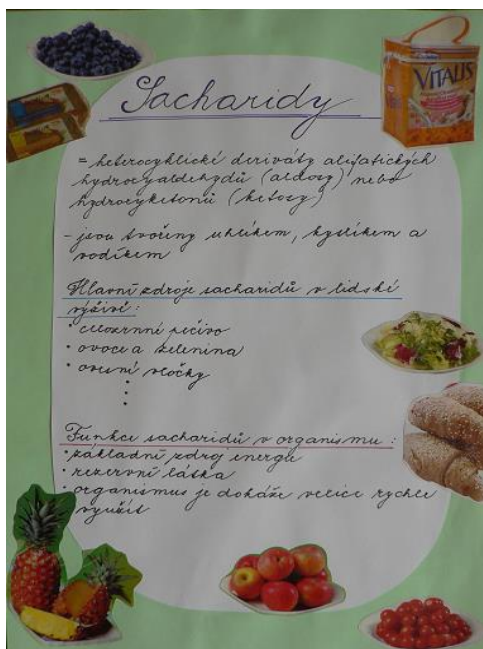 Sacharidy
VITALIS
= heterocyklické deriváty alifatických
hydroxyaldehydů (aldosy) nebo
hydroxyketonů (ketosy)
- jsou tvořeny uhlíkem, kyslíkem a
vodíkem
Hlavní zdroje sacharidů v lidské
výživě:
• celozrnné pečivo
• ovoce a zelenina
• ovesné vločky
Funkce sacharidů v organismu:
• základní zdroj energie
• rezervní látka
• organismus je dokáže velice rychle
využít